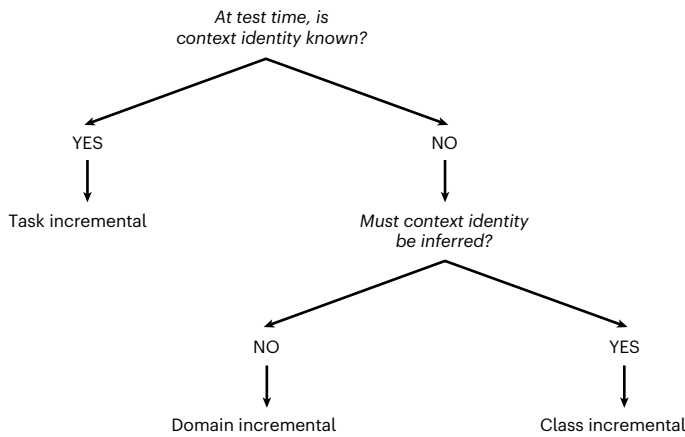 At test time, is
context identity known?
YES
NO
Task incremental
Must context identity
be inferred?
NO
YES
Domain incremental
Class incremental